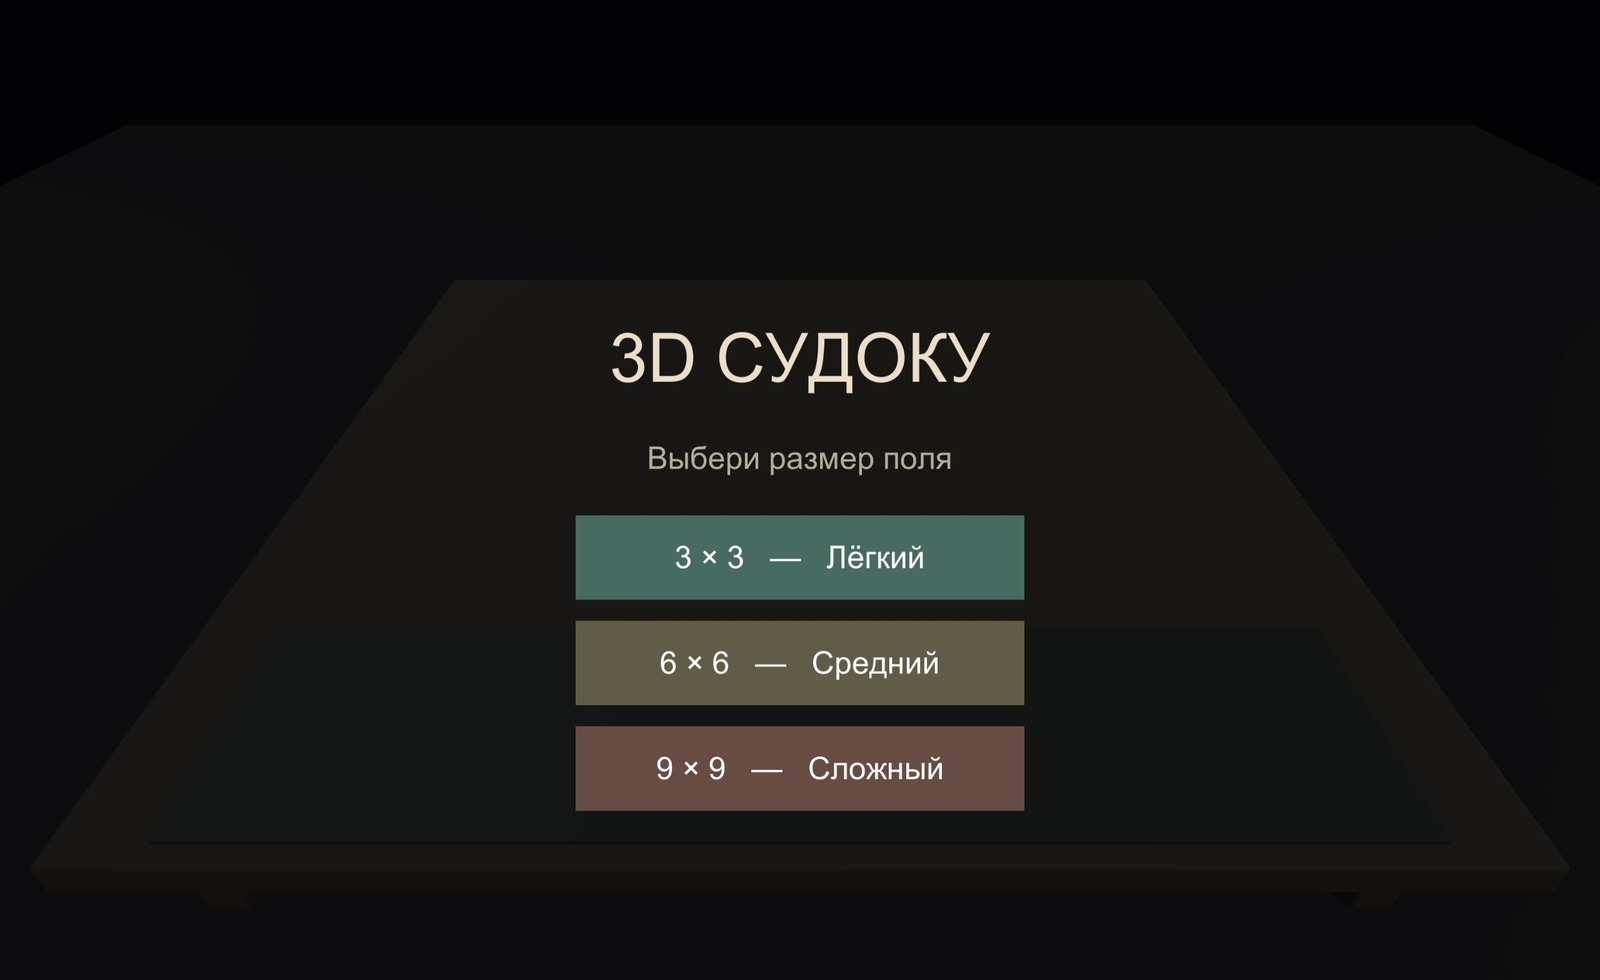 3D СУДОКУ
Выбери размер поля
3 × 3 — Лёгкий
6 × 6 — Средний
9 × 9 — Сложный